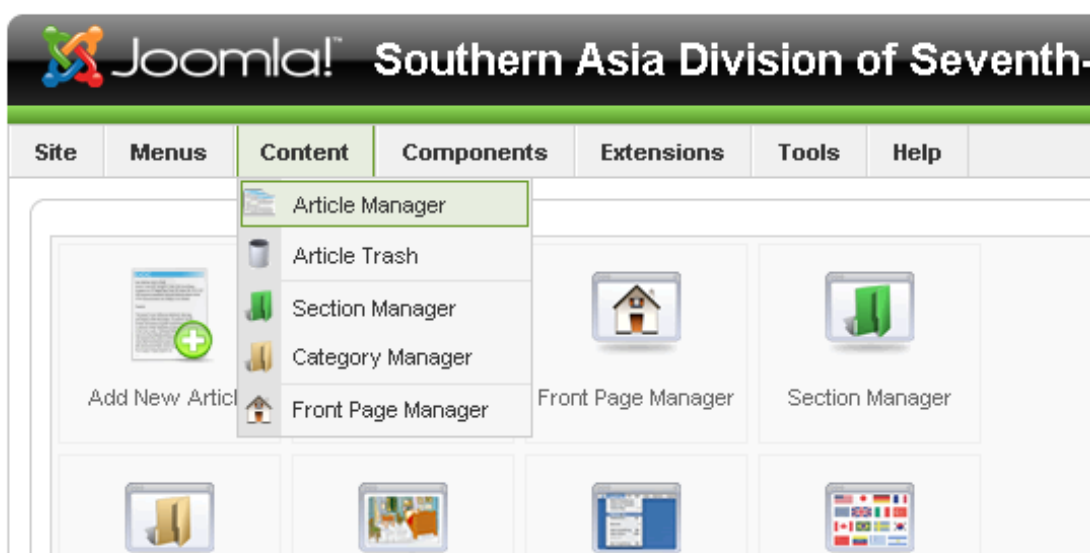 Joomla!™ Southern Asia Division of Seventh-
Site Menus Content Components Extensions Tools Help
Article Manager
Article Trash
Section Manager
Category Manager
Front Page Manager
Add New Articl Front Page Manager Section Manager